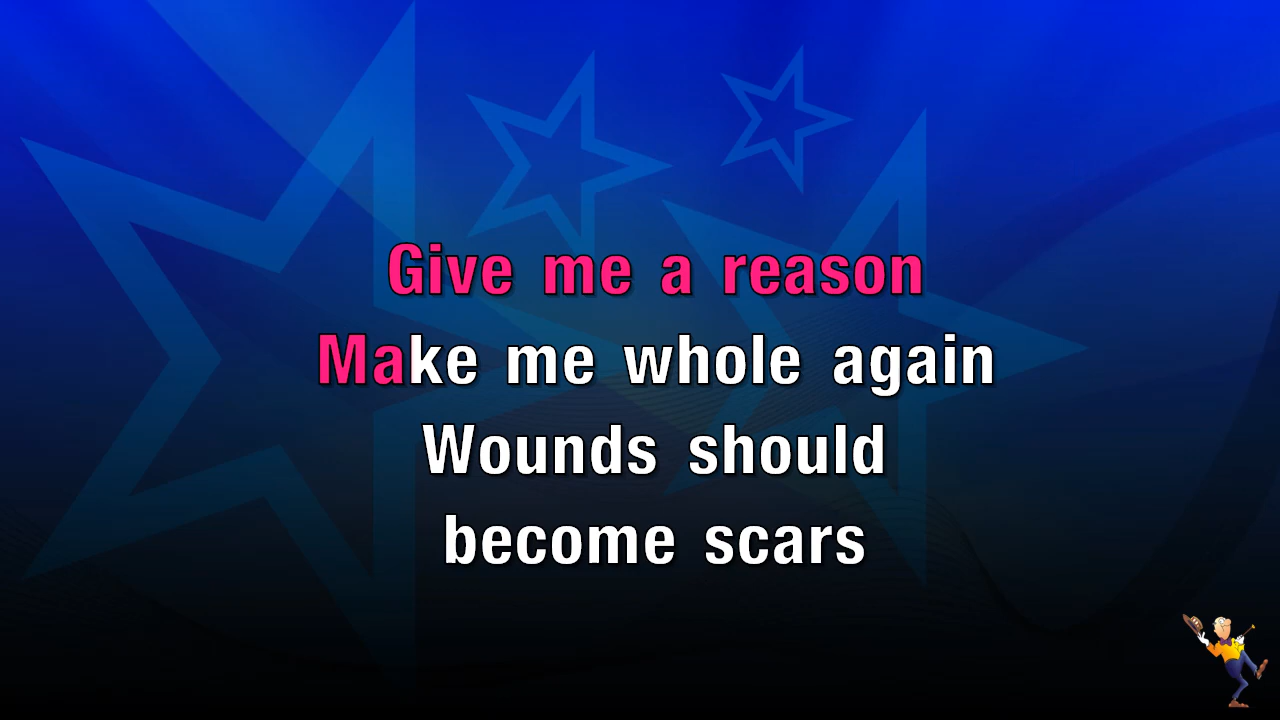 Give me a reason
Make me whole again
Wounds should
become scars